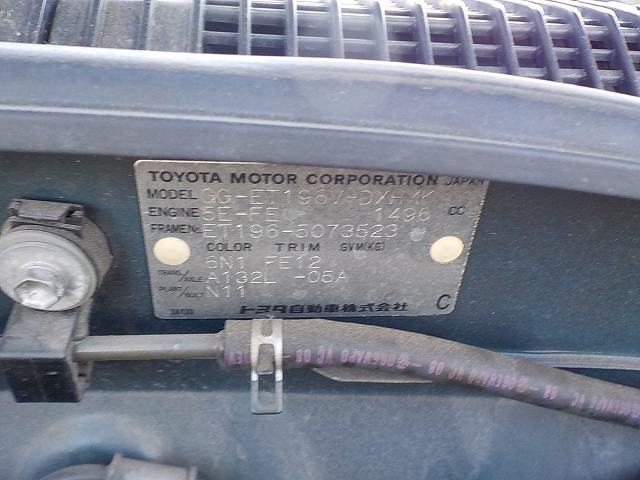 TOYOTA MOTOR CORPORATION JAPAN
MODEL GG-ET196V-DXHYK
ENGINE 5E-FE 1496 CC
FRAME No. ET196-5073523
COLOR TRIM GVM(KG)
6N1 FE12
TRANS/AXLE A132L -05A
PLANT/BUILT N11
トヨタ自動車株式会社 C